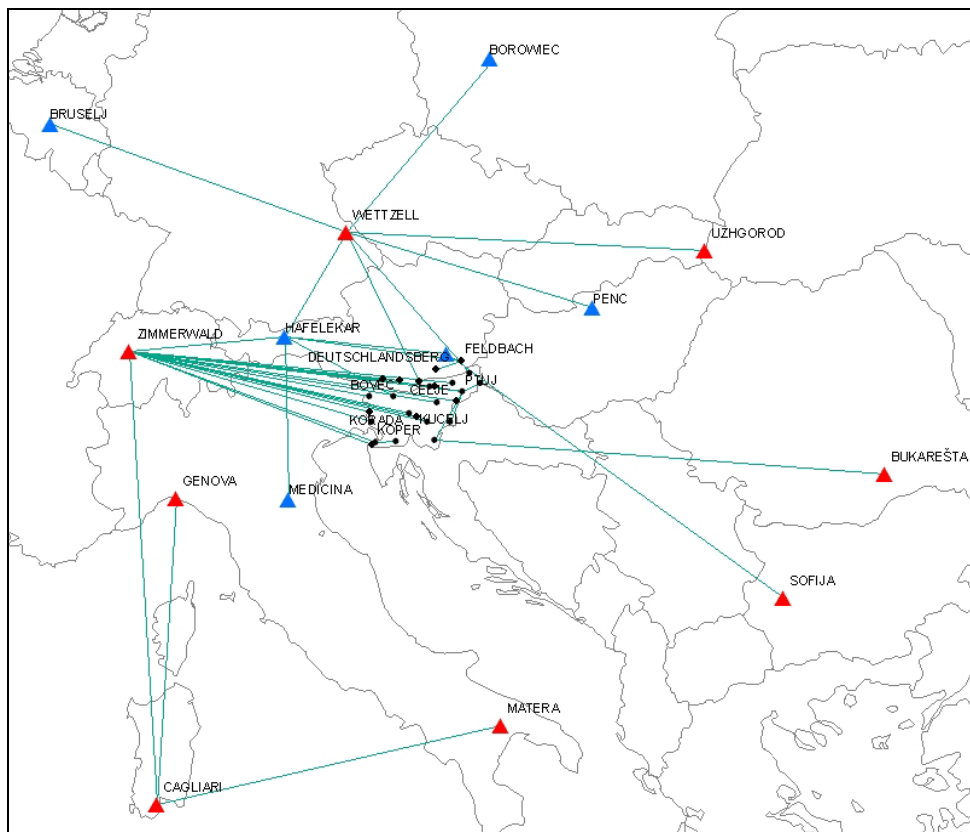 BOROWIEC
BRUSELJ
WETTZELL
UZHGOROD
PENC
ZIMMERWALD
HAFELEKAR
DEUTSCHLANDSBERG
FELDBACH
PTUJ
BOVEC
CELJE
KORADA
KUCELJ
KOPER
BUKAREŠTA
GENOVA
MEDICINA
SOFIJA
MATERA
CAGLIARI